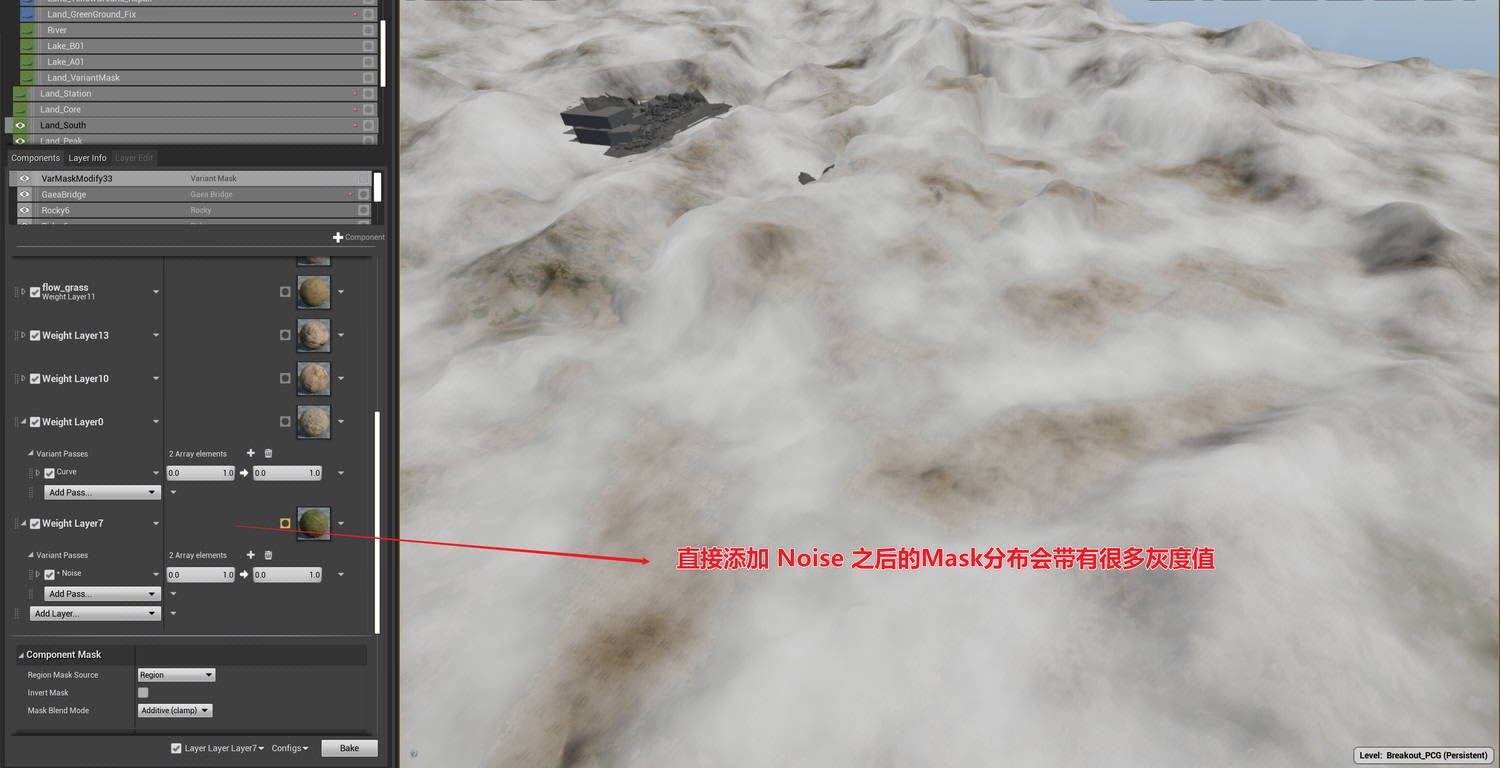 Land_GreenGround_Fix
River
Lake_B01
Lake_A01
Land_VariantMask
Land_Station
Land_Core
Land_South
Land_Peak
Components Layer Info Layer Edit
VarMaskModify33 Variant Mask
GaeaBridge Gaea Bridge
Rocky6 Rocky
Component
flow_grass
Weight Layer11
Weight Layer13
Weight Layer10
Weight Layer0
Variant Passes 2 Array elements
Curve 0.0 1.0 0.0 1.0
Add Pass...
Weight Layer7
Variant Passes 2 Array elements
* Noise 0.0 1.0 0.0 1.0
Add Pass...
Add Layer...
Component Mask
Region Mask Source Region
Invert Mask
Mask Blend Mode Additive (clamp)
Layer Layer Layer7 Configs Bake
直接添加 Noise 之后的Mask分布会带有很多灰度值
Level: Breakout_PCG (Persistent)